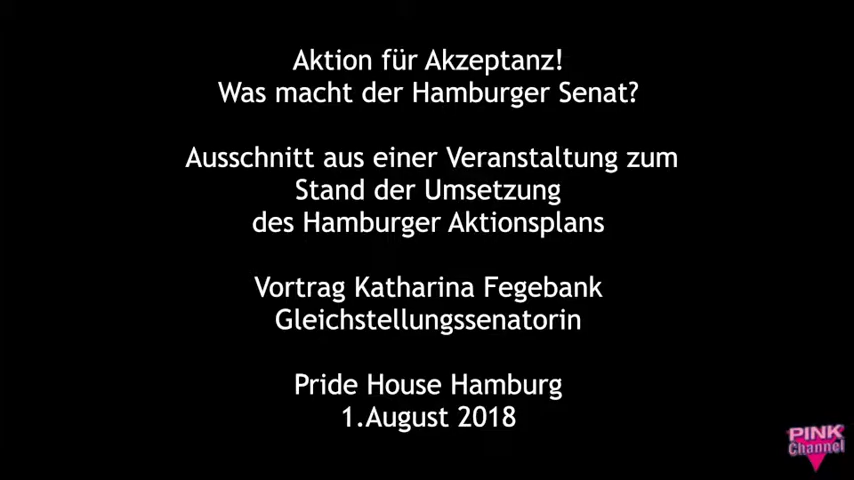 Aktion für Akzeptanz!
Was macht der Hamburger Senat?
Ausschnitt aus einer Veranstaltung zum
Stand der Umsetzung
des Hamburger Aktionsplans
Vortrag Katharina Fegebank
Gleichstellungssenatorin
Pride House Hamburg
1.August 2018
PINK
Channel